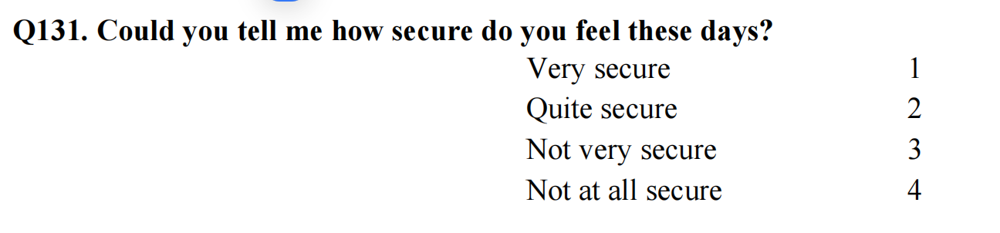 Q131. Could you tell me how secure do you feel these days?
Very secure 1
Quite secure 2
Not very secure 3
Not at all secure 4